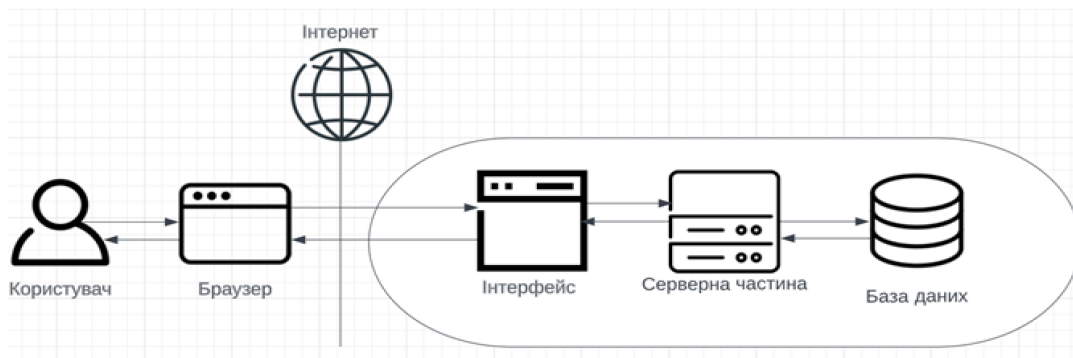 Інтернет
Користувач
Браузер
Інтерфейс
Серверна частина
База даних